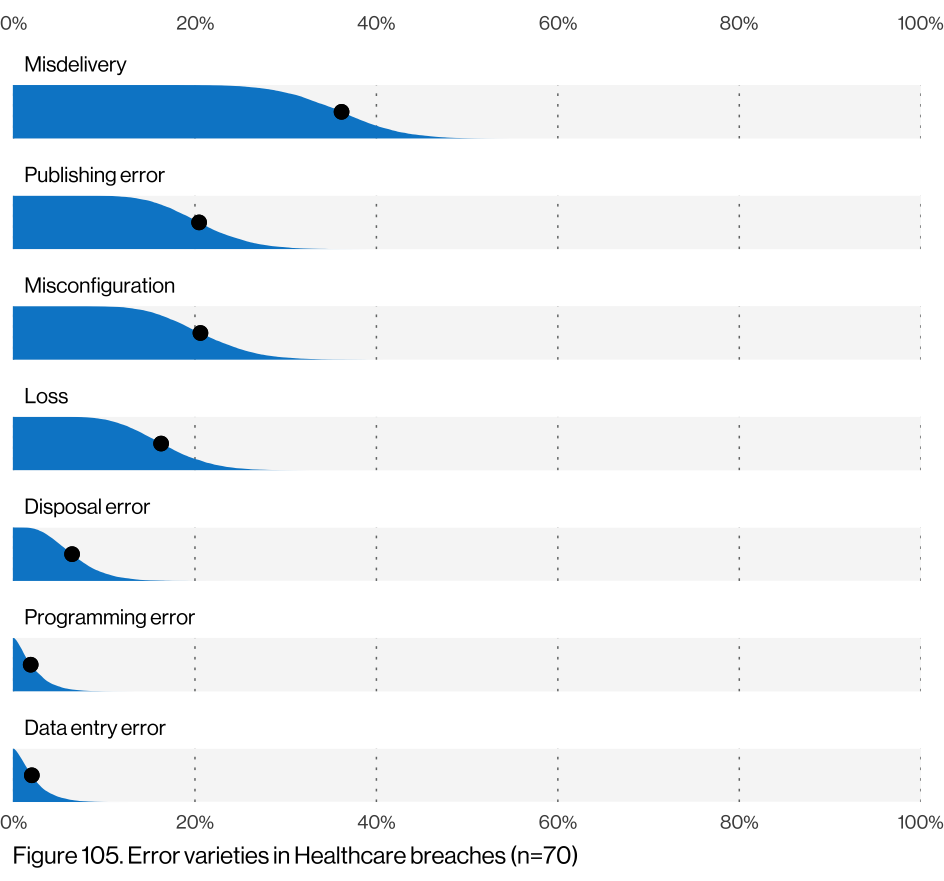 0% 20% 40% 60% 80% 100%
Misdelivery
Publishing error
Misconfiguration
Loss
Disposal error
Programming error
Data entry error
0% 20% 40% 60% 80% 100%
Figure 105. Error varieties in Healthcare breaches (n=70)